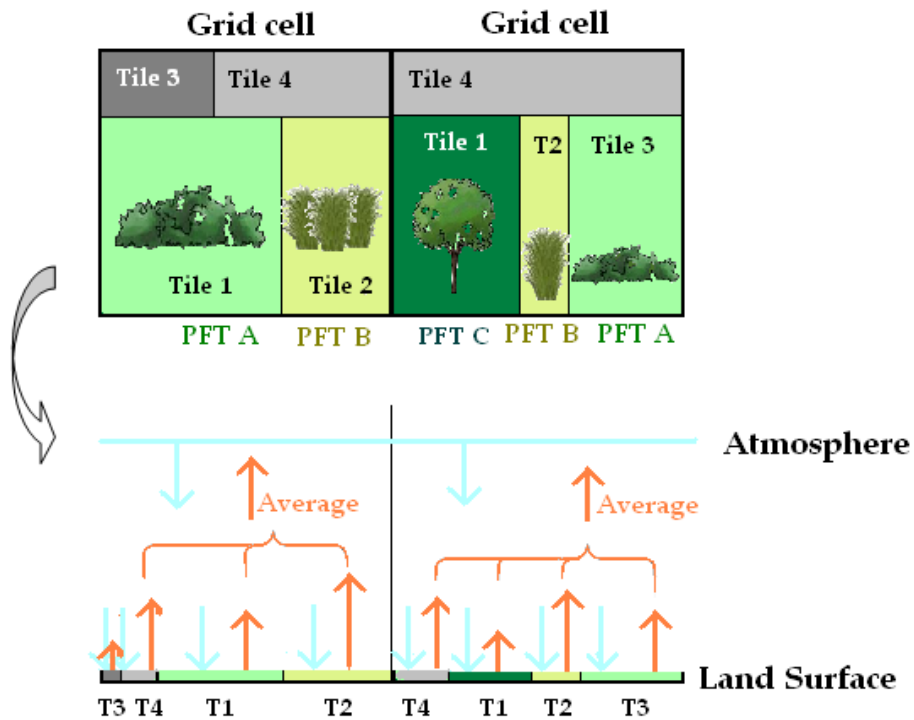 Grid cell Grid cell
Tile 3 Tile 4 Tile 4
Tile 1 T2 Tile 3
Tile 1 Tile 2
PFT A PFT B PFT C PFT B PFT A
Atmosphere
Average Average
Land Surface
T3 T4 T1 T2 T4 T1 T2 T3